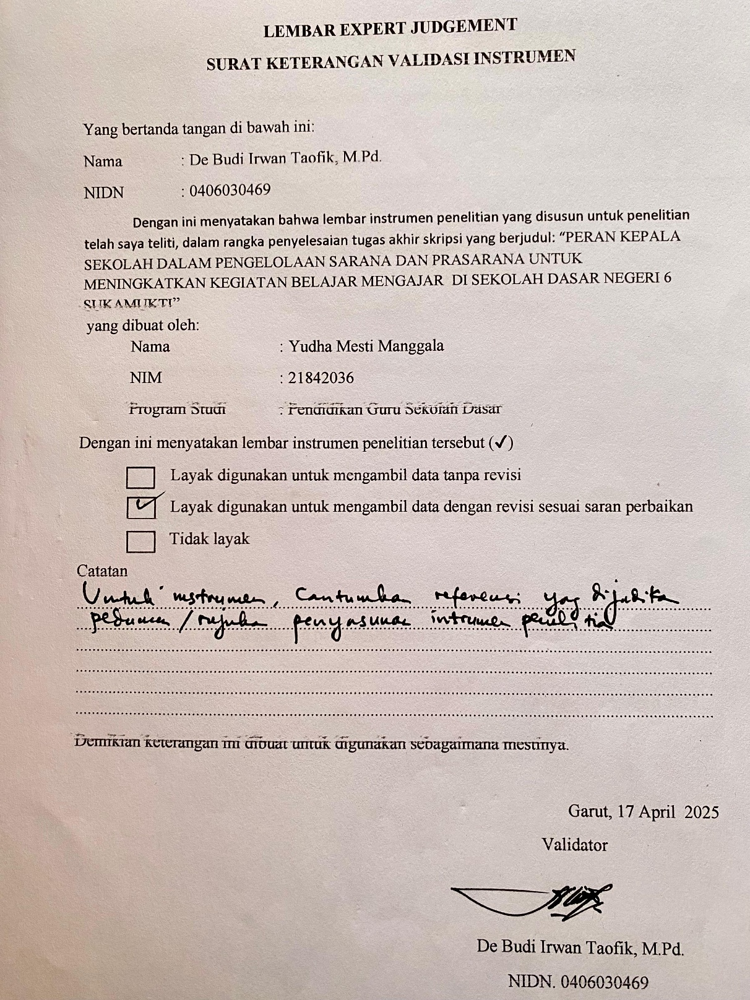 LEMBAR EXPERT JUDGEMENT
SURAT KETERANGAN VALIDASI INSTRUMEN
Yang bertanda tangan di bawah ini:
Nama : De Budi Irwan Taofik, M.Pd.
NIDN : 0406030469
Dengan ini menyatakan bahwa lembar instrumen penelitian yang disusun untuk penelitian
telah saya teliti, dalam rangka penyelesaian tugas akhir skripsi yang berjudul: “PERAN KEPALA
SEKOLAH DALAM PENGELOLAAN SARANA DAN PRASARANA UNTUK
MENINGKATKAN KEGIATAN BELAJAR MENGAJAR DI SEKOLAH DASAR NEGERI 6
SUKAMUKTI”
yang dibuat oleh:
Nama : Yudha Mesti Manggala
NIM : 21842036
Program Studi : Pendidikan Guru Sekolah Dasar
Dengan ini menyatakan lembar instrumen penelitian tersebut (✓)
Layak digunakan untuk mengambil data tanpa revisi
✓ Layak digunakan untuk mengambil data dengan revisi sesuai saran perbaikan
Tidak layak
Catatan
Untuk instrumen, Cantumkan referensi yag dijadika
pedoman / rujuka penyusunan intrumen penelitia
Demikian keterangan ini dibuat untuk digunakan sebagaimana mestinya.
Garut, 17 April 2025
Validator
De Budi Irwan Taofik, M.Pd.
NIDN. 0406030469